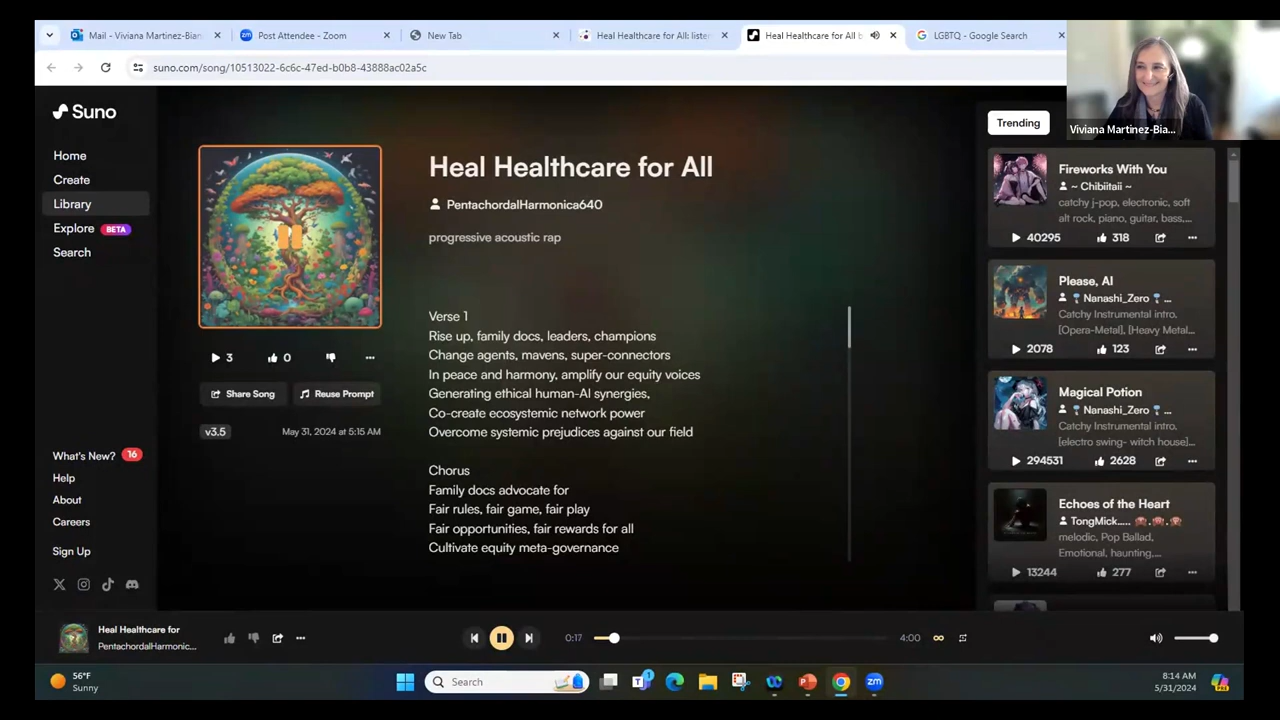 Mail - Viviana Martinez-Bian
Post Attendee - Zoom
New Tab
Heal Healthcare for All: lister
Heal Healthcare for All b
LGBTQ - Google Search
suno.com/song/10513022-6c6c-47ed-b0b8-43888ac02a5c
Viviana Martinez-Bia...
Suno
Home
Create
Library
Explore BETA
Search
What's New? 16
Help
About
Careers
Sign Up
3
0
Share Song
Reuse Prompt
v3.5
May 31, 2024 at 5:15 AM
Heal Healthcare for All
PentachordalHarmonica640
progressive acoustic rap
Verse 1
Rise up, family docs, leaders, champions
Change agents, mavens, super-connectors
In peace and harmony, amplify our equity voices
Generating ethical human-AI synergies,
Co-create ecosystemic network power
Overcome systemic prejudices against our field
Chorus
Family docs advocate for
Fair rules, fair game, fair play
Fair opportunities, fair rewards for all
Cultivate equity meta-governance
Trending
Fireworks With You
~ Chibiitaii ~
catchy j-pop, electronic, soft
alt rock, piano, guitar, bass,...
40295 318
Please, AI
Nanashi_Zero ...
Catchy Instrumental intro.
[Opera-Metal], [Heavy Metal...
2078 123
Magical Potion
Nanashi_Zero ...
Catchy Instrumental intro.
[electro swing- witch house]...
294531 2628
Echoes of the Heart
TongMick.... .
melodic, Pop Ballad,
Emotional, haunting,...
13244 277
Heal Healthcare for
PentachordalHarmonic...
0:17
4:00
56°F
Sunny
Search
8:14 AM
5/31/2024